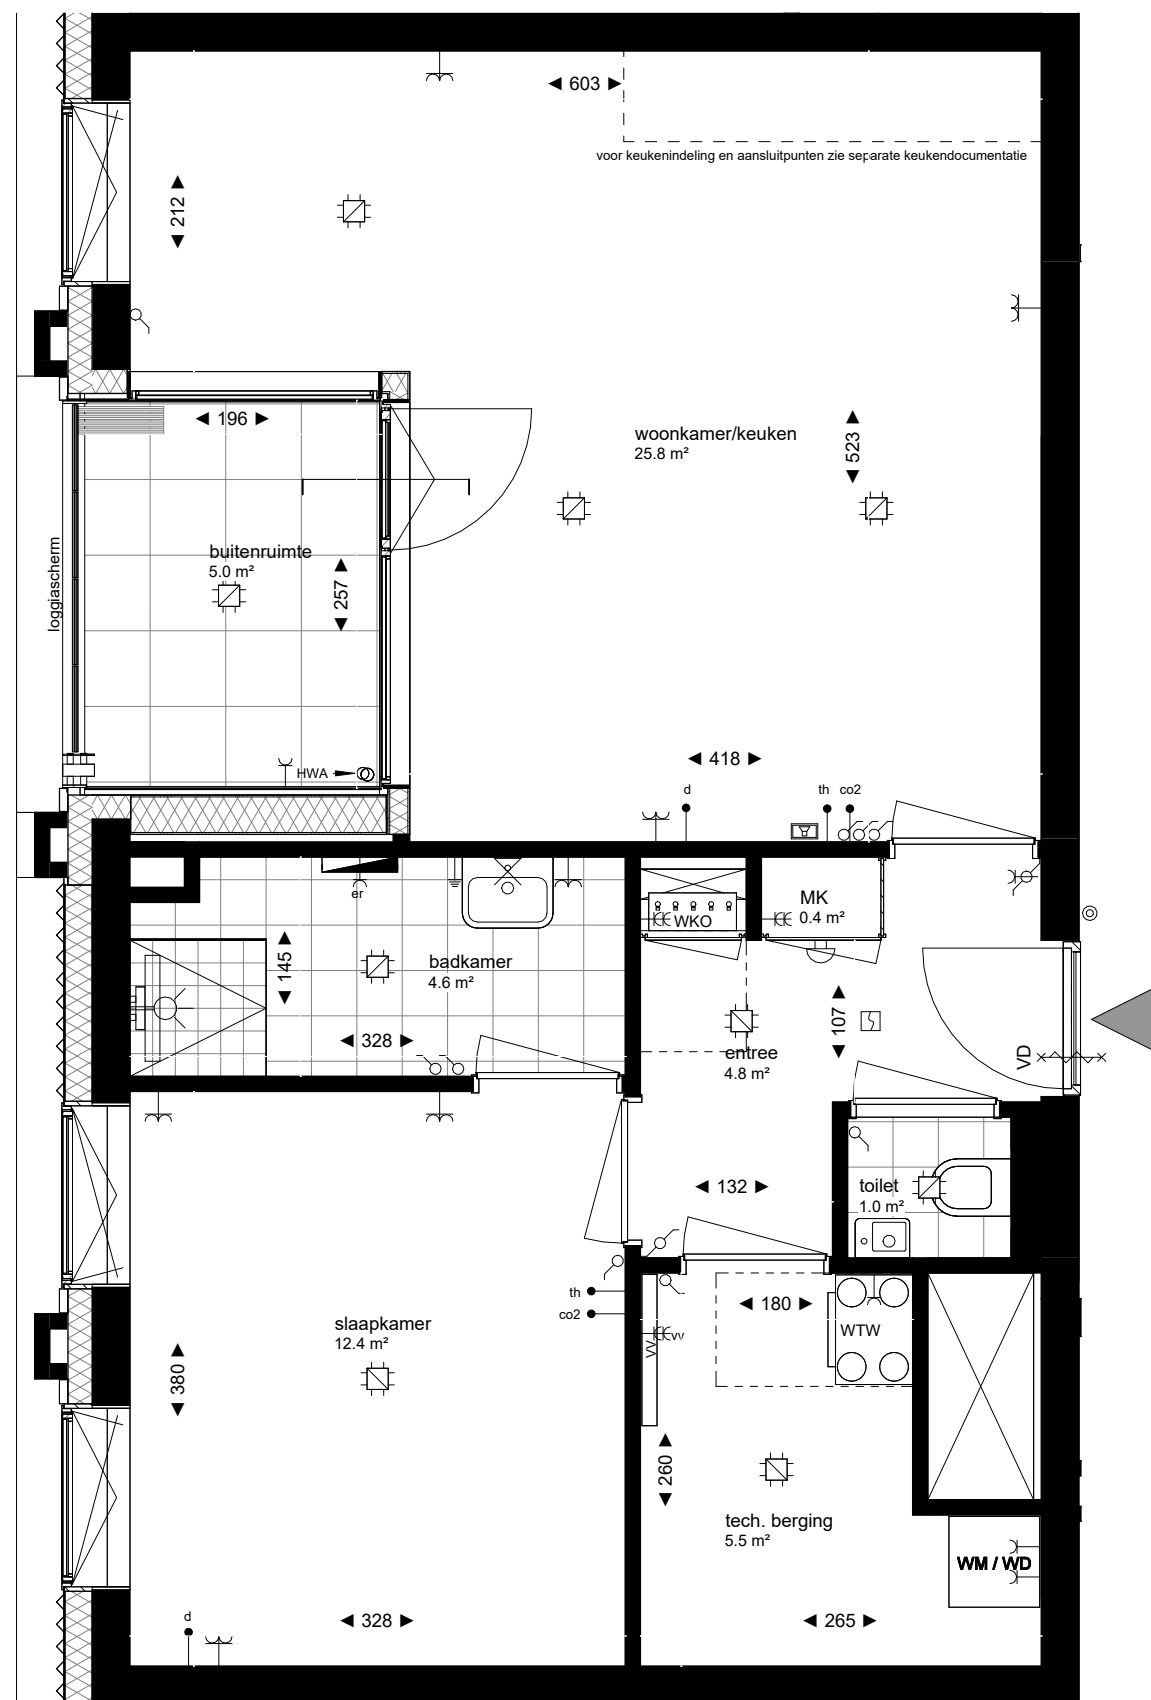 603
voor keukenindeling en aansluitpunten zie separate keukendocumentatie
212
196
woonkamer/keuken
25.8 m²
523
loggiascherm
buitenruimte
5.0 m²
257
HWA
418
d
th
co2
er
WKO
MK
0.4 m²
145
badkamer
4.6 m²
328
107
entree
4.8 m²
VD
132
toilet
1.0 m²
th
co2
180
WTW
VV
vv
slaapkamer
12.4 m²
380
260
tech. berging
5.5 m²
WM / WD
d
328
265